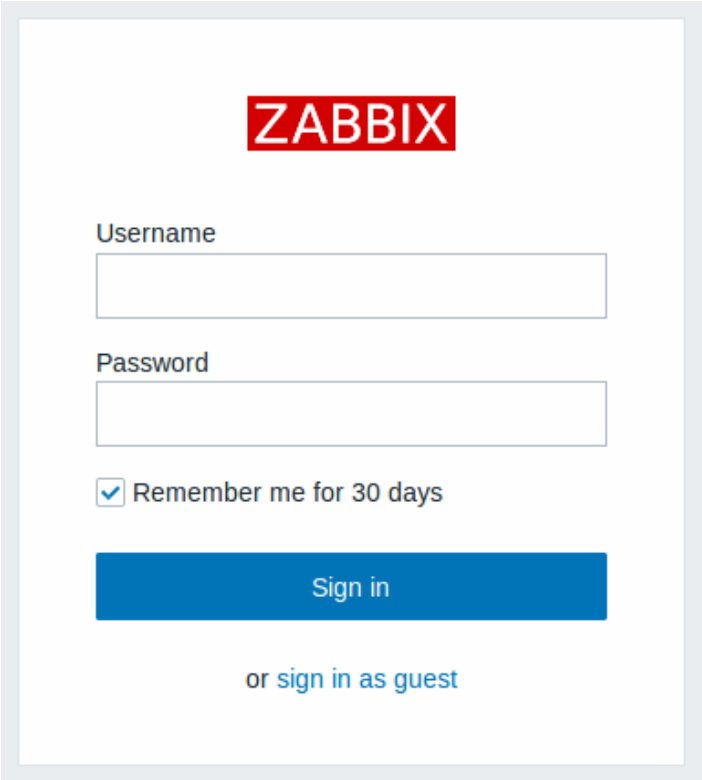 ZABBIX
Username
Password
Remember me for 30 days
Sign in
or sign in as guest